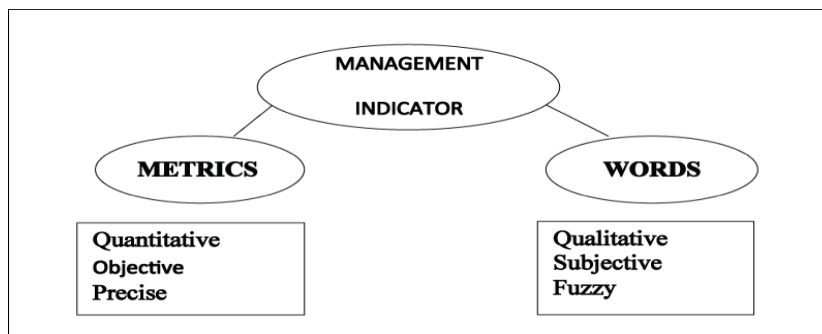 MANAGEMENT
INDICATOR
METRICS
WORDS
Quantitative
Objective
Precise
Qualitative
Subjective
Fuzzy